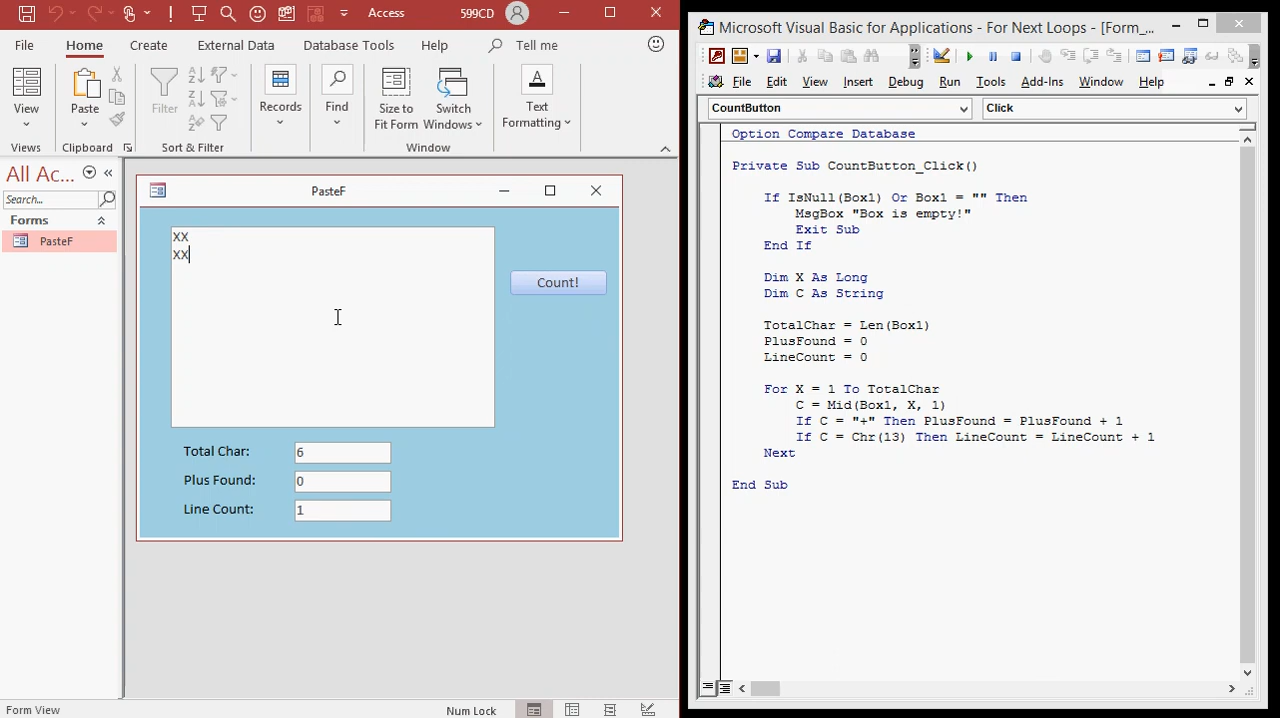 Access
599CD
File
Home
Create
External Data
Database Tools
Help
Tell me
View
Paste
Filter
Records
Find
Size to
Fit Form
Switch
Windows
Text
Formatting
Views
Clipboard
Sort & Filter
Window
All Ac...
Search...
Forms
PasteF
PasteF
XX
XX
Count!
Total Char:
6
Plus Found:
0
Line Count:
1
Form View
Num Lock
Microsoft Visual Basic for Applications - For Next Loops - [Form_...
File Edit View Insert Debug Run Tools Add-Ins Window Help
CountButton
Click
Option Compare Database
Private Sub CountButton_Click()
If IsNull(Box1) Or Box1 = "" Then
MsgBox "Box is empty!"
Exit Sub
End If
Dim X As Long
Dim C As String
TotalChar = Len(Box1)
PlusFound = 0
LineCount = 0
For X = 1 To TotalChar
C = Mid(Box1, X, 1)
If C = "+" Then PlusFound = PlusFound + 1
If C = Chr(13) Then LineCount = LineCount + 1
Next
End Sub